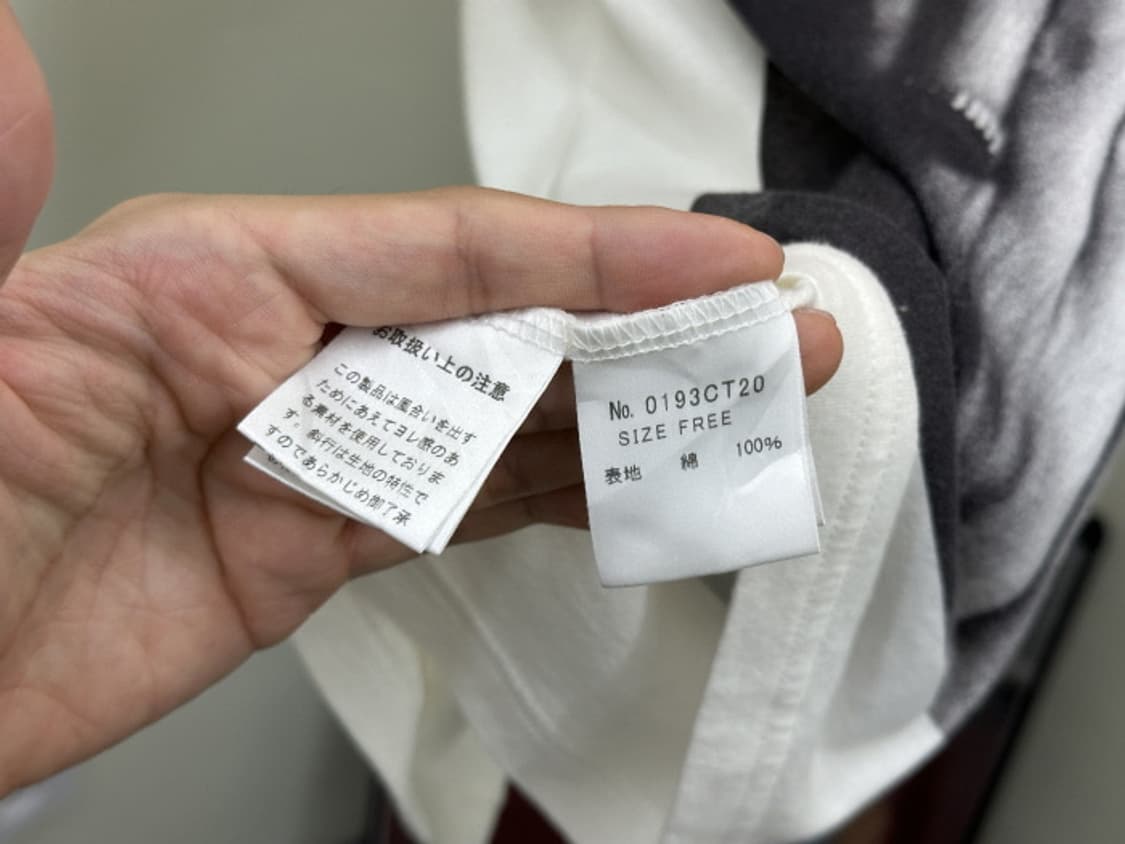 お取扱い上の注意
この製品は風合いを出す
ためにあえてヨレ感のあ
る素材を使用しておりま
す。斜行は生地の特性で
すのであらかじめ御了承
No. 0193CT20
SIZE FREE
表地 綿 100%